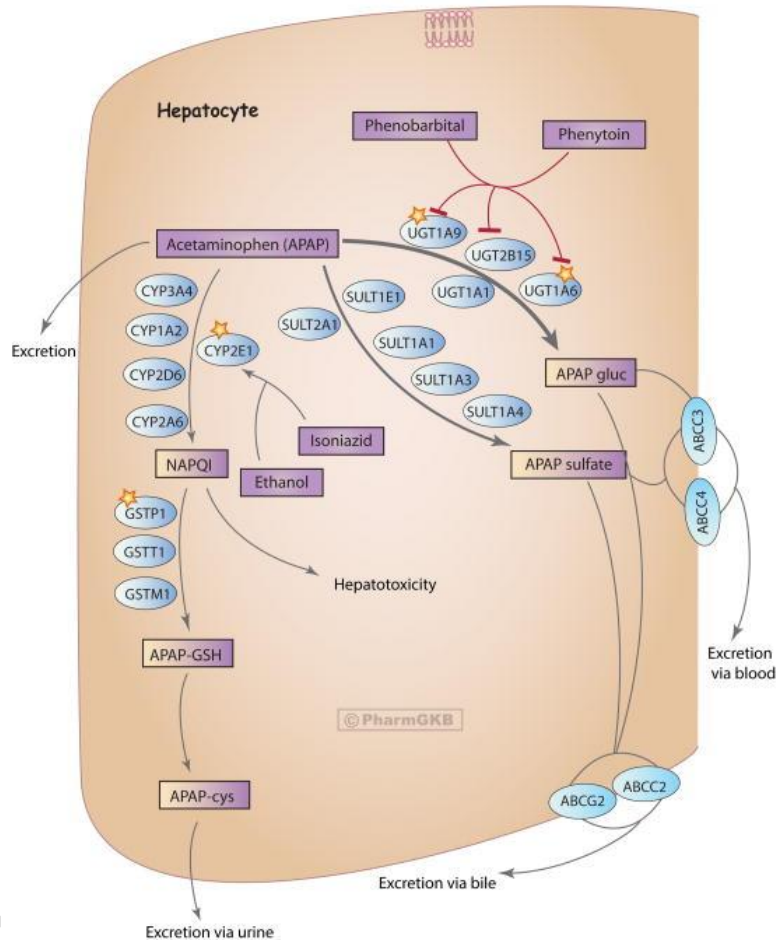 Hepatocyte
Phenobarbital
Phenytoin
UGT1A9
UGT2B15
Acetaminophen (APAP)
CYP3A4
SULT1E1
UGT1A1
UGT1A6
CYP1A2
SULT2A1
CYP2E1
SULT1A1
Excretion
CYP2D6
SULT1A3
APAP gluc
CYP2A6
SULT1A4
ABCC3
Isoniazid
NAPQI
APAP sulfate
Ethanol
ABCC4
GSTP1
GSTT1
Hepatotoxicity
GSTM1
APAP-GSH
Excretion
via blood
© PharmGKB
APAP-cys
ABCG2
ABCC2
Excretion via bile
Excretion via urine